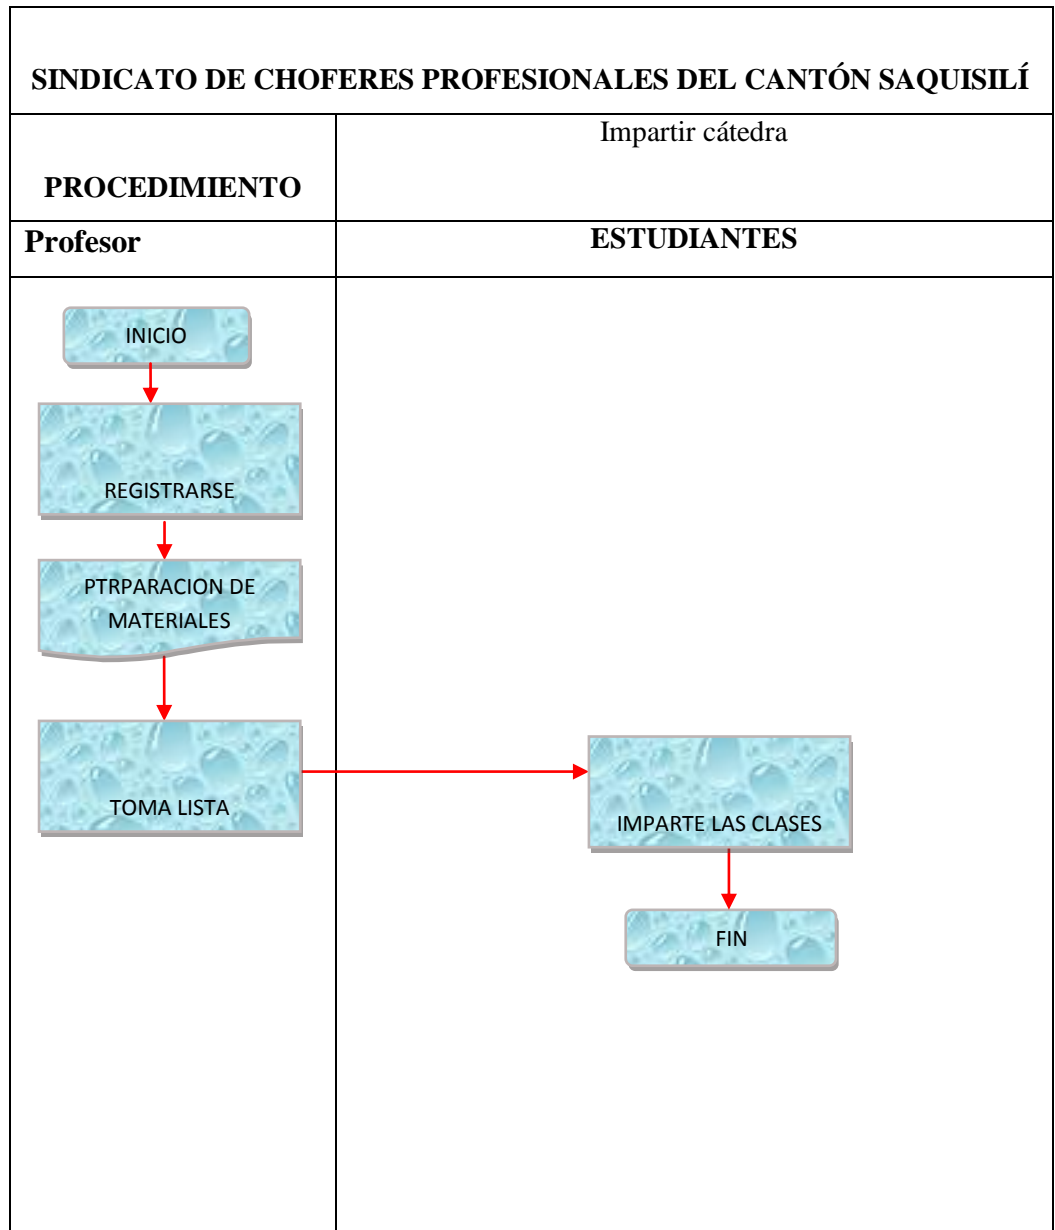 SINDICATO DE CHOFERES PROFESIONALES DEL CANTÓN SAQUISILÍ
PROCEDIMIENTO
Impartir cátedra
Profesor
ESTUDIANTES
INICIO
REGISTRARSE
PTRPARACION DE
MATERIALES
TOMA LISTA
IMPARTE LAS CLASES
FIN